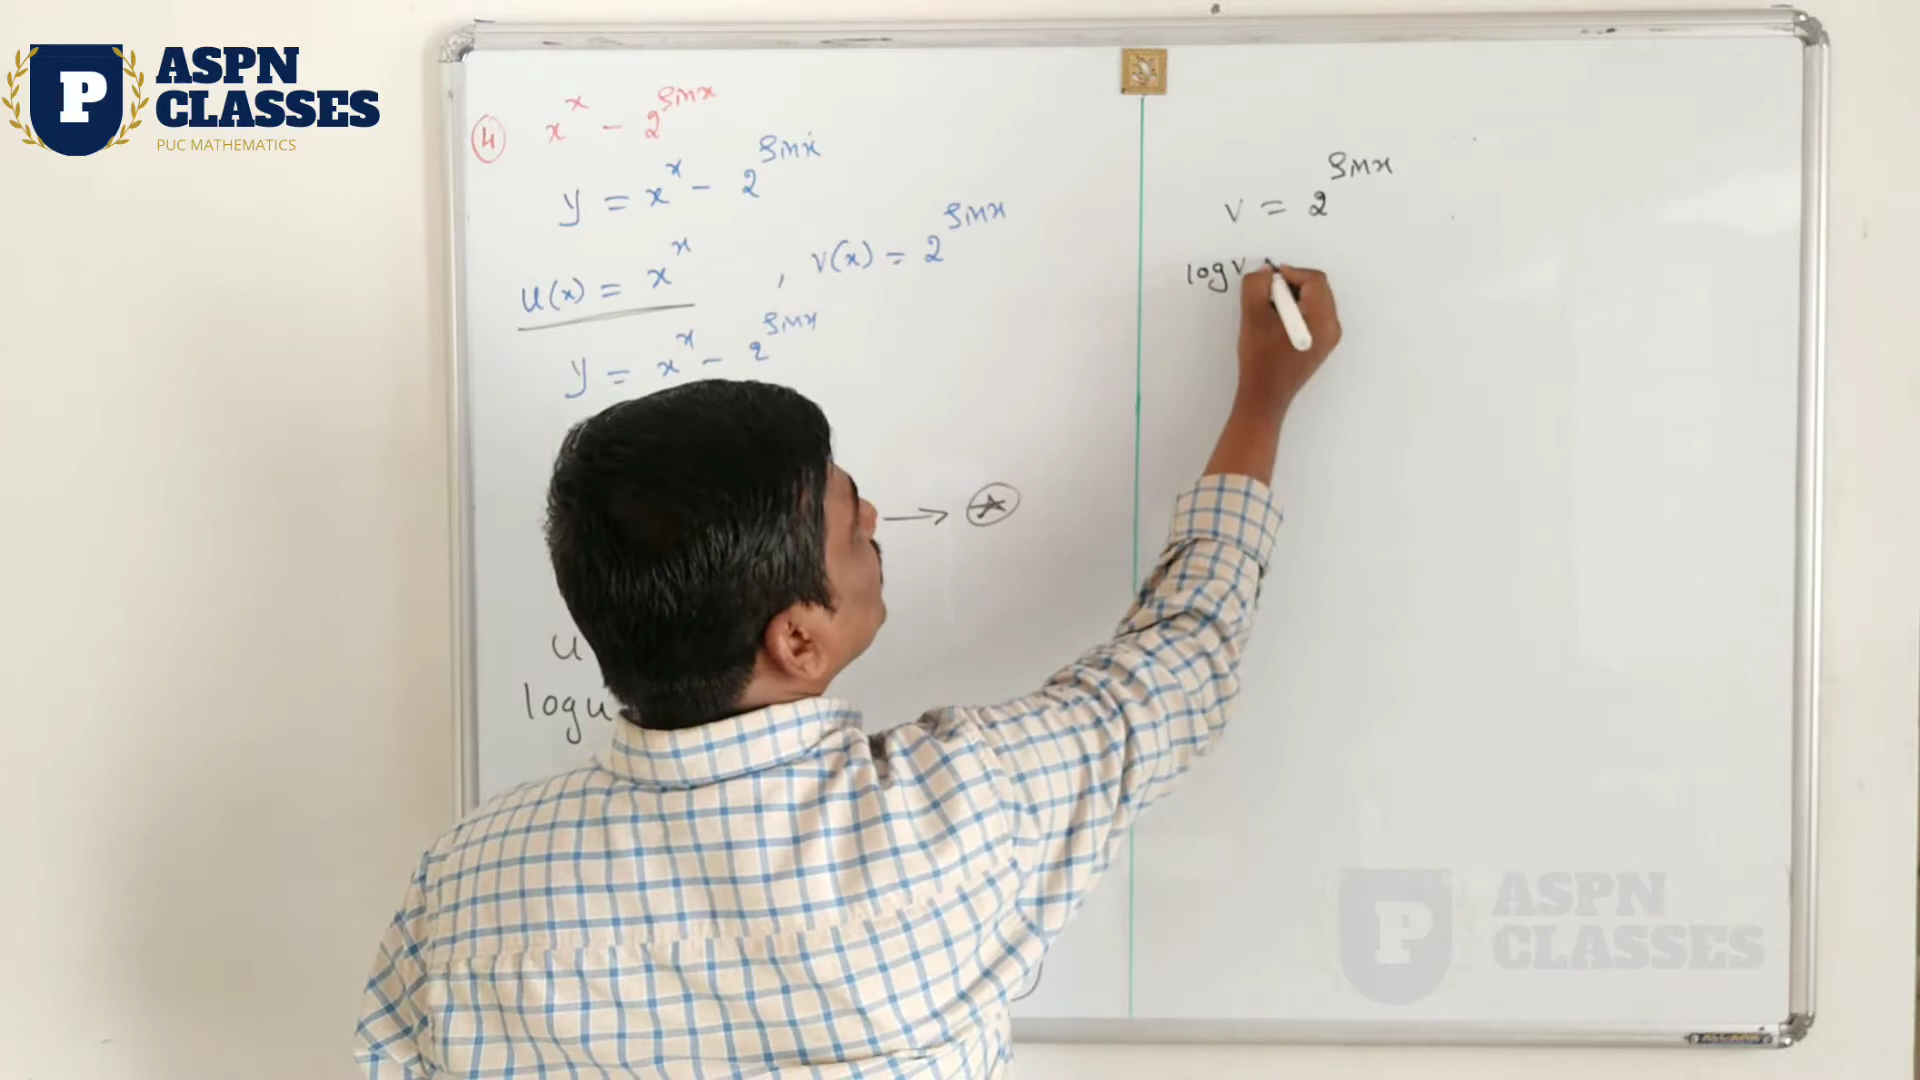 P
ASPN
CLASSES
PUC MATHEMATICS
④ x^x - 2^sinx
y = x^x - 2^sinx
u(x) = x^x , v(x) = 2^sinx
y = x^x - 2^sinx
u
logu
v = 2^sinx
logv
P
ASPN
CLASSES